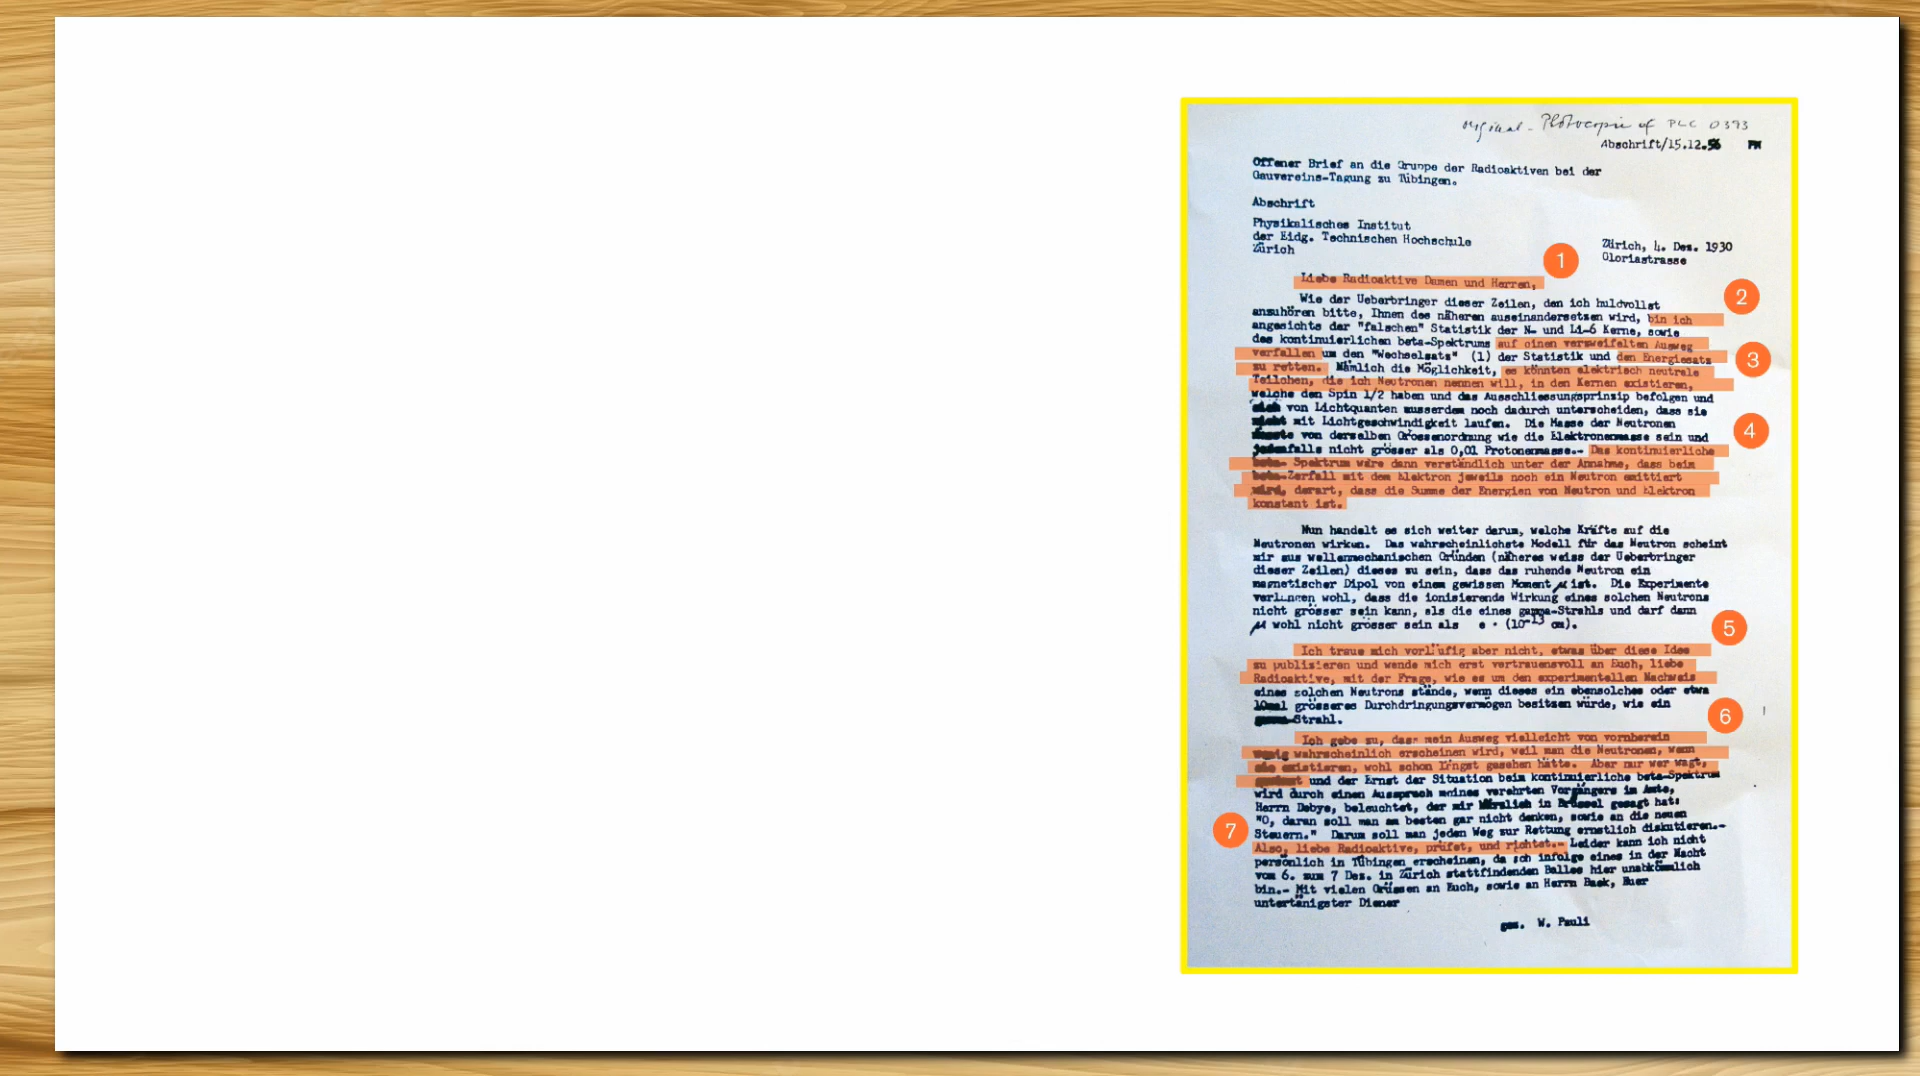 original - Photocopie of PLC 0393
Abschrift/15.12.56 PM
Offener Brief an die Gruppe der Radioaktiven bei der
Gauvereins-Tagung zu Tübingen.
Abschrift
Physikalisches Institut
der Eidg. Technischen Hochschule
Zürich
Zürich, 4. Dez. 1930
Gloriastrasse
1
Liebe Radioaktive Damen und Herren,
2
Wie der Ueberbringer dieser Zeilen, den ich huldvollst
anzuhören bitte, Ihnen des näheren auseinandersetzen wird, bin ich
angesichts der "falschen" Statistik der N- und Li-6 Kerne, sowie
des kontinuierlichen beta-Spektrums auf einen verzweifelten Ausweg
verfallen um den "Wechselsatz" (1) der Statistik und den Energiesatz
3
zu retten. Nämlich die Möglichkeit, es könnten elektrisch neutrale
Teilchen, die ich Neutronen nennen will, in den Kernen existieren,
welche den Spin 1/2 haben und das Ausschliessungsprinzip befolgen und
sich von Lichtquanten ausserdem noch dadurch unterscheiden, dass sie
nicht mit Lichtgeschwindigkeit laufen. Die Masse der Neutronen
4
müsste von derselben Grössenordnung wie die Elektronenmasse sein und
jedenfalls nicht grösser als 0,01 Protonenmasse.- Das kontinuierliche
beta- Spektrum wäre dann verständlich unter der Annahme, dass beim
beta-Zerfall mit dem Elektron jeweils noch ein Neutron emittiert
wird, derart, dass die Summe der Energien von Neutron und Elektron
konstant ist.
Nun handelt es sich weiter darum, welche Kräfte auf die
Neutronen wirken. Das wahrscheinlichste Modell für das Neutron scheint
mir aus wellenmechanischen Gründen (näheres weiss der Ueberbringer
dieser Zeilen) dieses zu sein, dass das ruhende Neutron ein
magnetischer Dipol von einem gewissen Moment μ ist. Die Experimente
verlangen wohl, dass die ionisierende Wirkung eines solchen Neutrons
nicht grösser sein kann, als die eines gamma-Strahls und darf dann
μ wohl nicht grösser sein als e · (10⁻¹³ cm).
5
Ich traue mich vorläufig aber nicht, etwas über diese Idee
zu publizieren und wende mich erst vertrauensvoll an Euch, liebe
Radioaktive, mit der Frage, wie es um den experimentellen Nachweis
eines solchen Neutrons stände, wenn dieses ein ebensolches oder etwa
10mal grösseres Durchdringungsvermögen besitzen würde, wie ein
gamma-Strahl.
6
Ich gebe zu, dass mein Ausweg vielleicht von vornherein
wenig wahrscheinlich erscheinen wird, weil man die Neutronen, wenn
sie existieren, wohl schon längst gesehen hätte. Aber nur wer wagt,
gewinnt und der Ernst der Situation beim kontinuierliche beta-Spektrum
wird durch einen Ausspruch meines verehrten Vorgängers im Amte,
Herrn Debye, beleuchtet, der mir kürzlich in Brüssel gesagt hat:
"O, daran soll man am besten gar nicht denken, sowie an die neuen
7
Steuern." Darum soll man jeden Weg zur Rettung ernstlich diskutieren.-
Also, liebe Radioaktive, prüfet, und richtet.- Leider kann ich nicht
persönlich in Tübingen erscheinen, da ich infolge eines in der Nacht
vom 6. zum 7 Dez. in Zürich stattfindenden Balles hier unabkömmlich
bin.- Mit vielen Grüssen an Euch, sowie an Herrn Back, Euer
untertänigster Diener
ges. W. Pauli